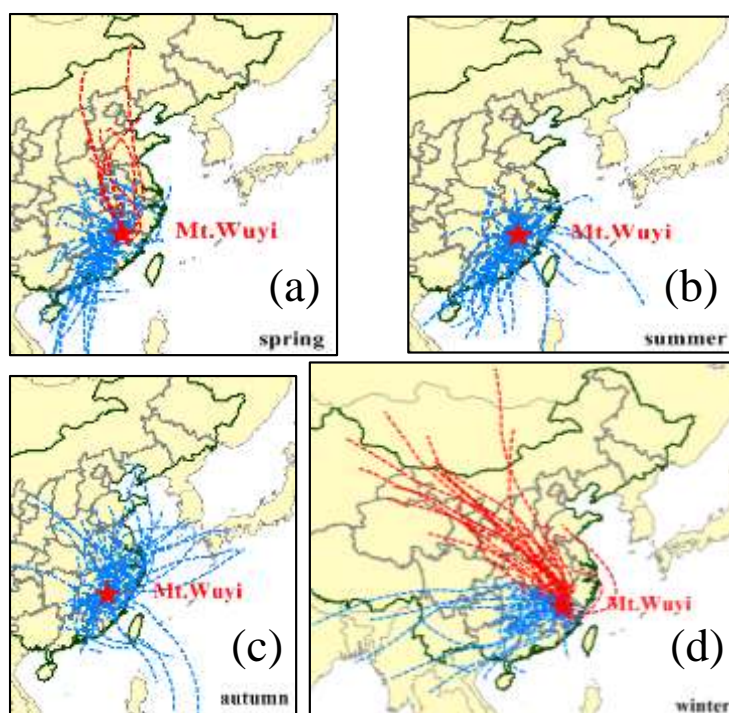 Mt.Wuyi
(a)
spring
Mt.Wuyi
(b)
summer
Mt.Wuyi
(c)
autumn
Mt.Wuyi
(d)
winter